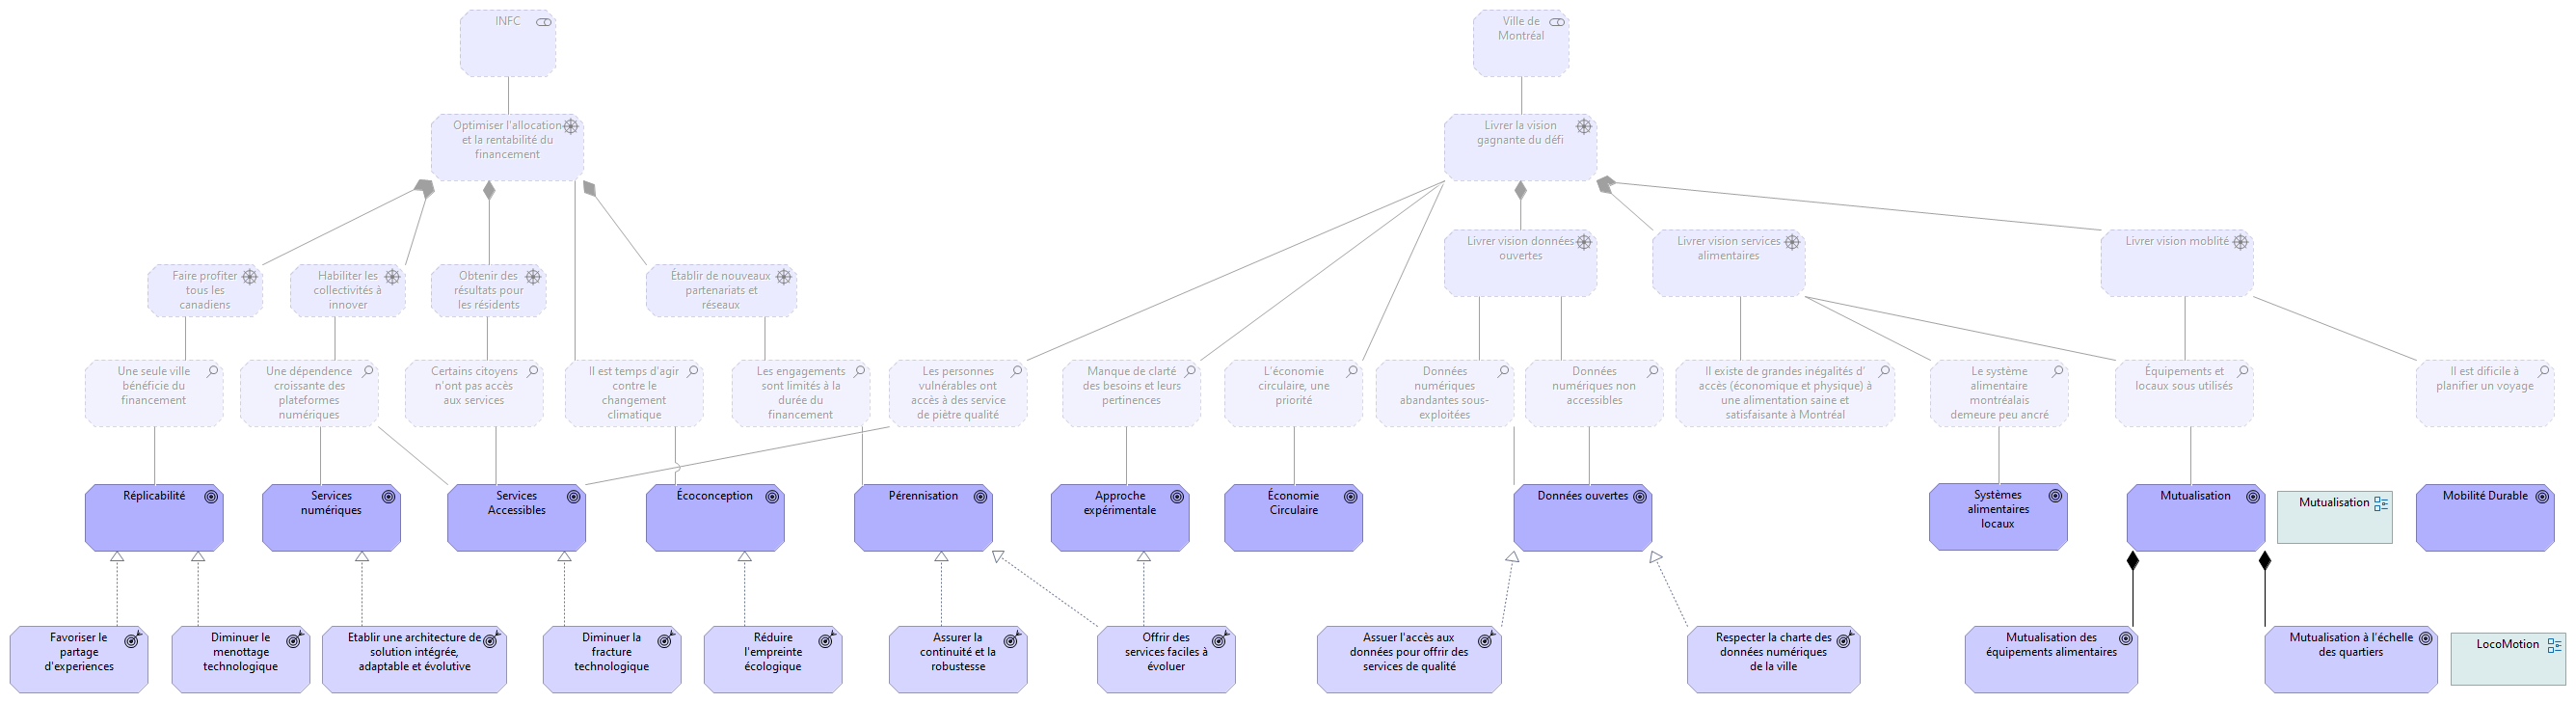 INFC
Ville de
Montréal
Optimiser l'allocation
et la rentabilité du
financement
Livrer la vision
gagnante du défi
Livrer vision données
ouvertes
Livrer vision services
alimentaires
Livrer vision moblité
Faire profiter
tous les
canadiens
Habiliter les
collectivités à
innover
Obtenir des
résultats pour
les résidents
Établir de nouveaux
partenariats et
réseaux
Une seule ville
bénéficie du
financement
Une dépendence
croissante des
plateformes
numériques
Certains citoyens
n'ont pas accès
aux services
Il est temps d'agir
contre le
changement
climatique
Les engagements
sont limités à la
durée du
financement
Les personnes
vulnérables ont
accès à des service
de piètre qualité
Manque de clarté
des besoins et leurs
pertinences
L'économie
circulaire, une
priorité
Données
numériques
abandantes sous-
exploitées
Données
numériques non
accessibles
Il existe de grandes inégalités d'
accès (économique et physique) à
une alimentation saine et
satisfaisante à Montréal
Le système
alimentaire
montréalais
demeure peu ancré
Équipements et
locaux sous utilisés
Il est dificile à
planifier un voyage
Réplicabilité
Services
numériques
Services
Accessibles
Écoconception
Pérennisation
Approche
expérimentale
Économie
Circulaire
Données ouvertes
Systèmes
alimentaires
locaux
Mutualisation
Mutualisation
Mobilité Durable
Favoriser le
partage
d'experiences
Diminuer le
menottage
technologique
Etablir une architecture de
solution intégrée,
adaptable et évolutive
Diminuer la
fracture
technologique
Réduire
l'empreinte
écologique
Assurer la
continuité et la
robustesse
Offrir des
services faciles à
évoluer
Assuer l'accès aux
données pour offrir des
services de qualité
Respecter la charte des
données numériques
de la ville
Mutualisation des
équipements alimentaires
Mutualisation à l'échelle
des quartiers
LocoMotion